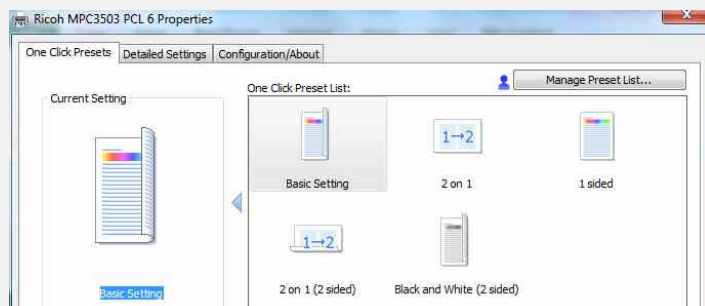 Ricoh MPC3503 PCL 6 Properties
One Click Presets Detailed Settings Configuration/About
Manage Preset List...
One Click Preset List:
Current Setting
1→2
Basic Setting 2 on 1 1 sided
1→2
2 on 1 (2 sided) Black and White (2 sided)
Basic Setting